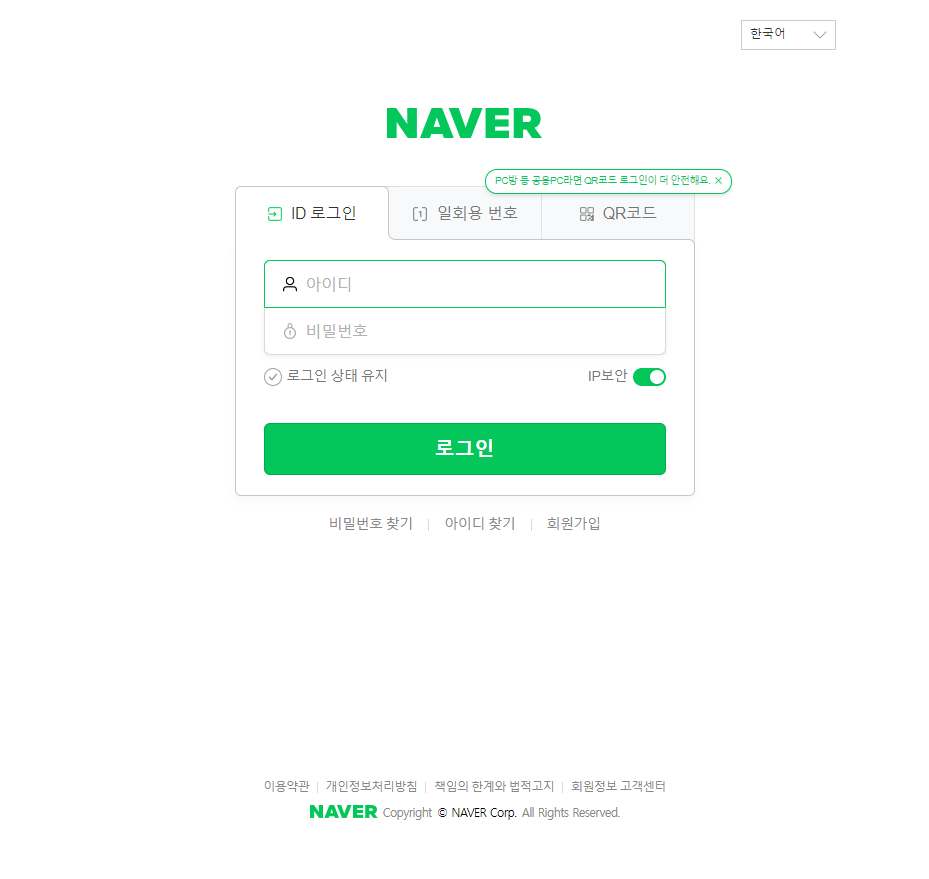 한국어
NAVER
PC방 등 공용PC라면 QR코드 로그인이 더 안전해요. ×
ID 로그인
1 일회용 번호
QR코드
아이디
비밀번호
로그인 상태 유지 IP보안
로그인
비밀번호 찾기 | 아이디 찾기 | 회원가입
이용약관 | 개인정보처리방침 | 책임의 한계와 법적고지 | 회원정보 고객센터
NAVER Copyright © NAVER Corp. All Rights Reserved.